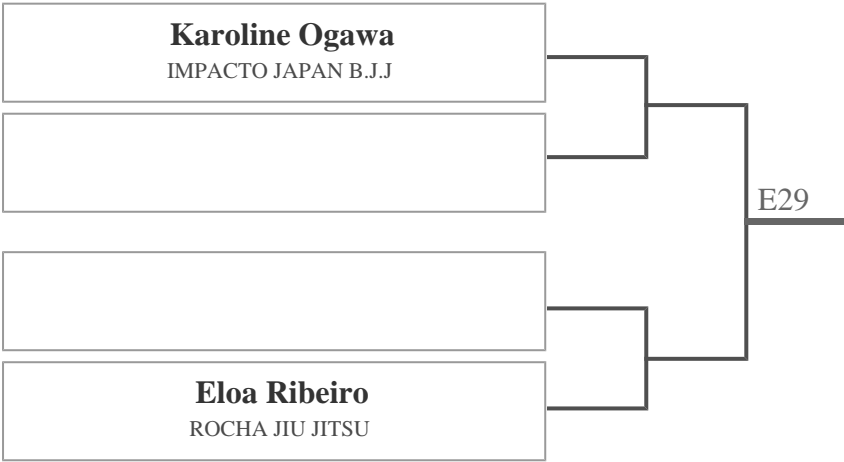 Karoline Ogawa
IMPACTO JAPAN B.J.J
E29
Eloa Ribeiro
ROCHA JIU JITSU